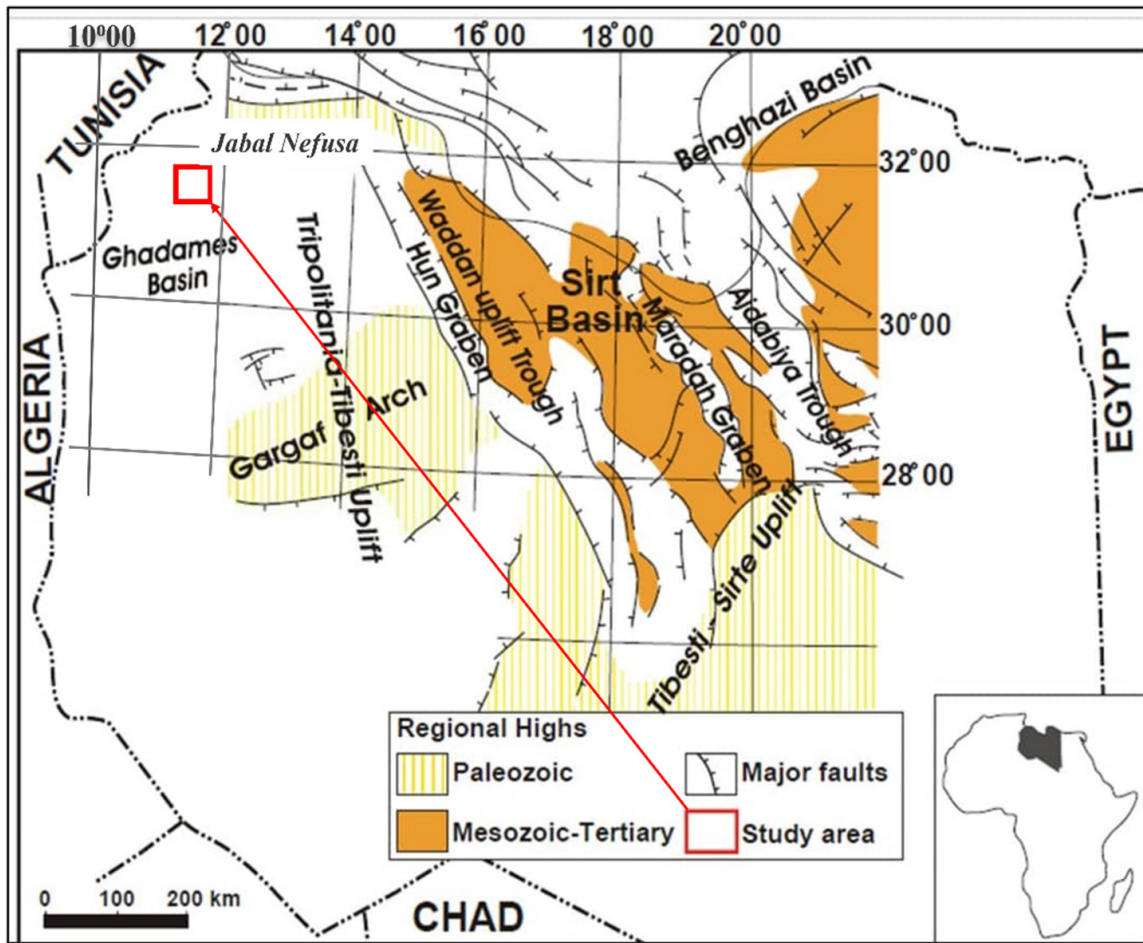 10⁰00 12°00 14°00 16°00 18°00 20°00
TUNISIA
Jabal Nefusa
Benghazi Basin
32°00
Ghadames
Basin
Tripolitania-Tibesti Uplift
Hun Graben
Waddan uplift Trough
Sirt
Basin
Maradah Graben
Ajdabiya Trough
30°00
ALGERIA
EGYPT
Gargaf Arch
28°00
Tibesti - Sirte Uplift
Regional Highs
Paleozoic
Major faults
Mesozoic-Tertiary
Study area
0 100 200 km
CHAD